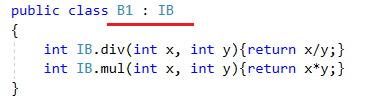 public class B1 : IB
{
int IB.div(int x, int y){return x/y;}
int IB.mul(int x, int y){return x*y;}
}